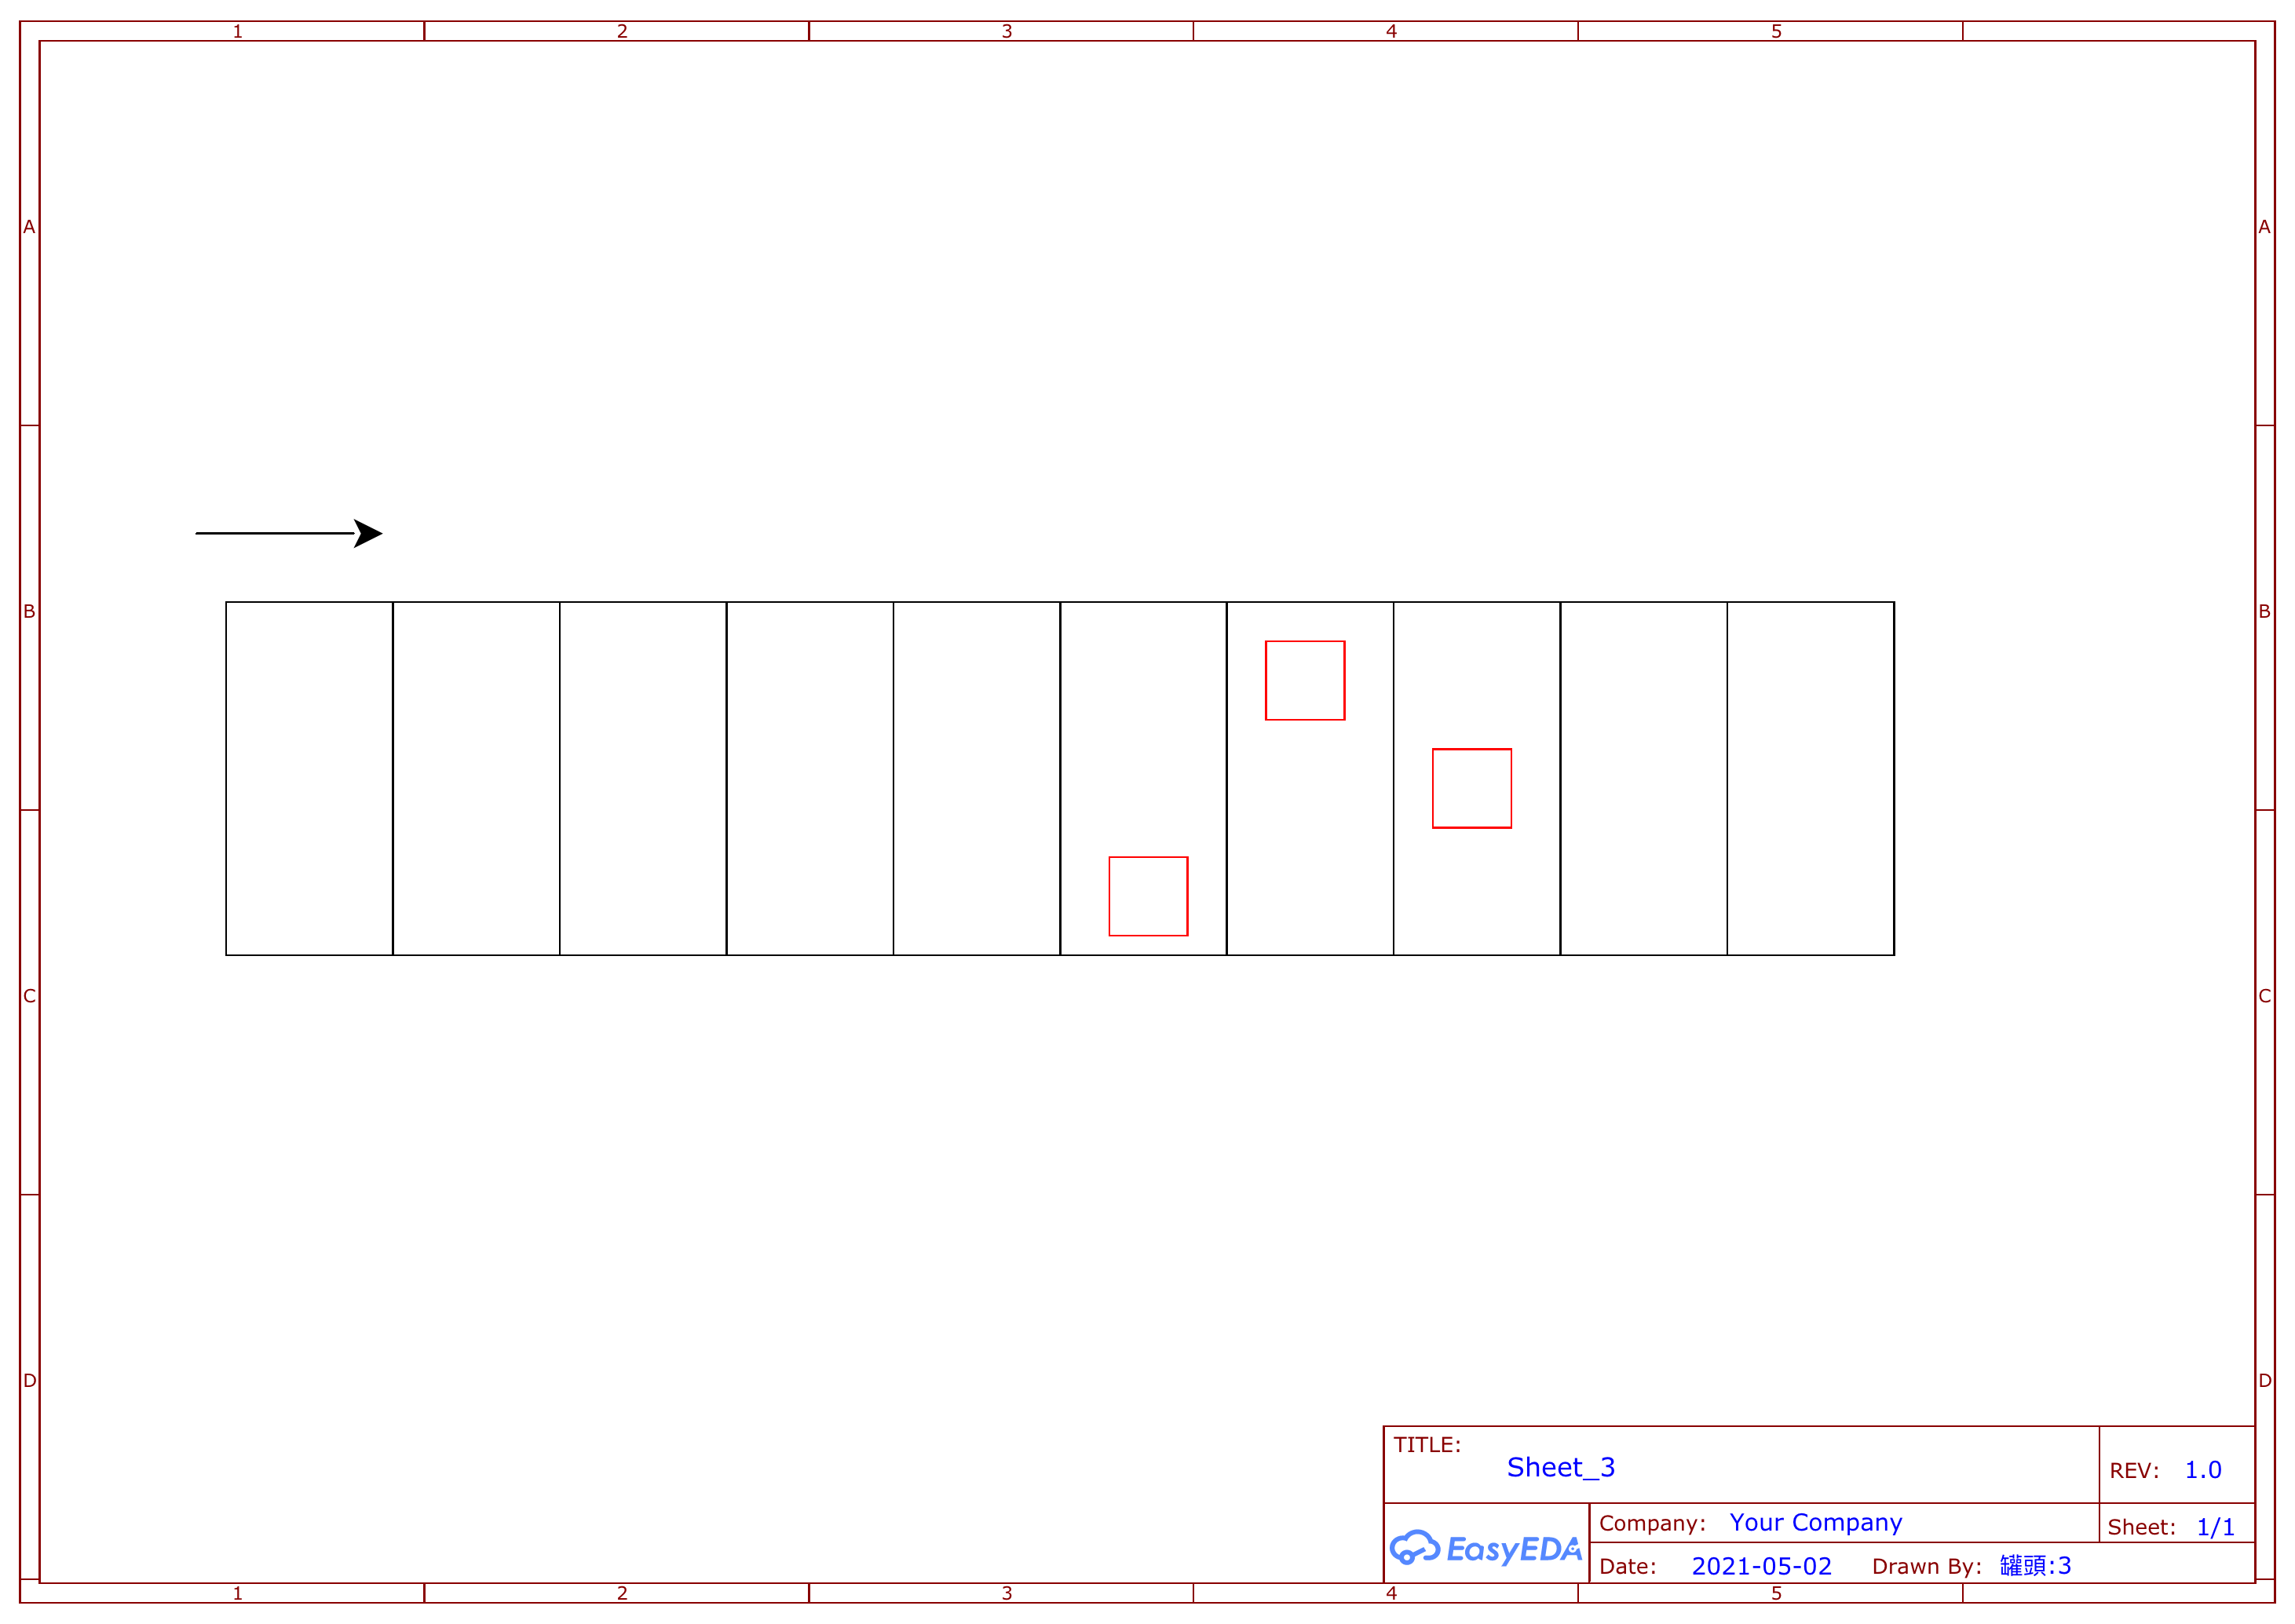 1 2 3 4 5
A A
B B
C C
D D
TITLE:
Sheet_3
REV: 1.0
EasyEDA
Company: Your Company
Sheet: 1/1
Date: 2021-05-02 Drawn By: 罐頭:3
1 2 3 4 5